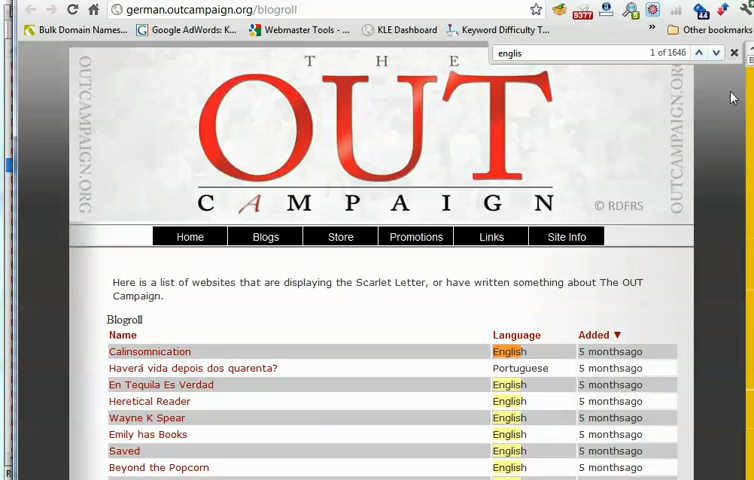 german.outcampaign.org/blogroll
9377
44
Bulk Domain Names...
Google AdWords: K...
Webmaster Tools - ...
KLE Dashboard
Keyword Difficulty T...
»
Other bookmarks
englis
1 of 1646
THE
OUT
CAMPAIGN
OUTCAMPAIGN.ORG
OUTCAMPAIGN.ORG
© RDFRS
Home
Blogs
Store
Promotions
Links
Site Info
Here is a list of websites that are displaying the Scarlet Letter, or have written something about The OUT
Campaign.
Blogroll
Name Language Added ▼
Calinsomnication English 5 monthsago
Haverá vida depois dos quarenta? Portuguese 5 monthsago
En Tequila Es Verdad English 5 monthsago
Heretical Reader English 5 monthsago
Wayne K Spear English 5 monthsago
Emily has Books English 5 monthsago
Saved English 5 monthsago
Beyond the Popcorn English 5 monthsago